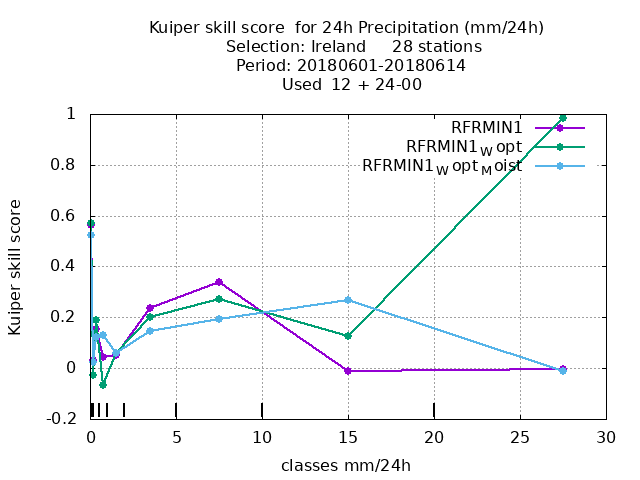 Kuiper skill score  for 24h Precipitation (mm/24h)
Selection: Ireland     28 stations
Period: 20180601-20180614
Used  12 + 24-00
RFRMIN1
RFRMIN1Wopt
RFRMIN1WoptMoist
1
0.8
0.6
0.4
0.2
0
-0.2
Kuiper skill score
0 5 10 15 20 25 30
classes mm/24h